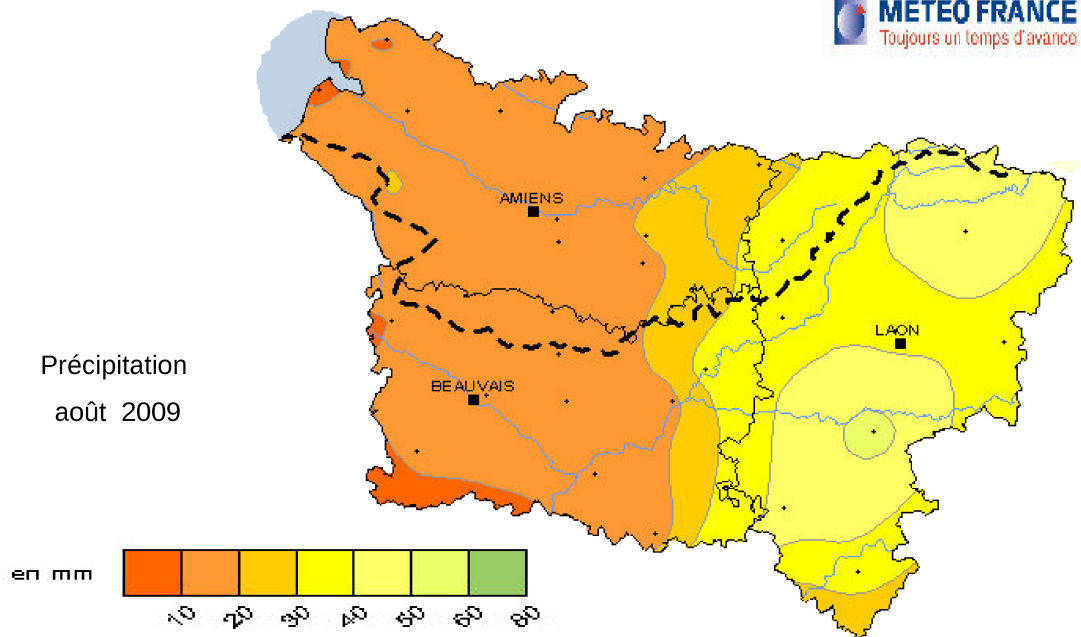 METEO FRANCE
Toujours un temps d'avance
AMIENS
LAON
BEAUVAIS
Précipitation
août 2009
en mm
10 20 30 40 50 60 80